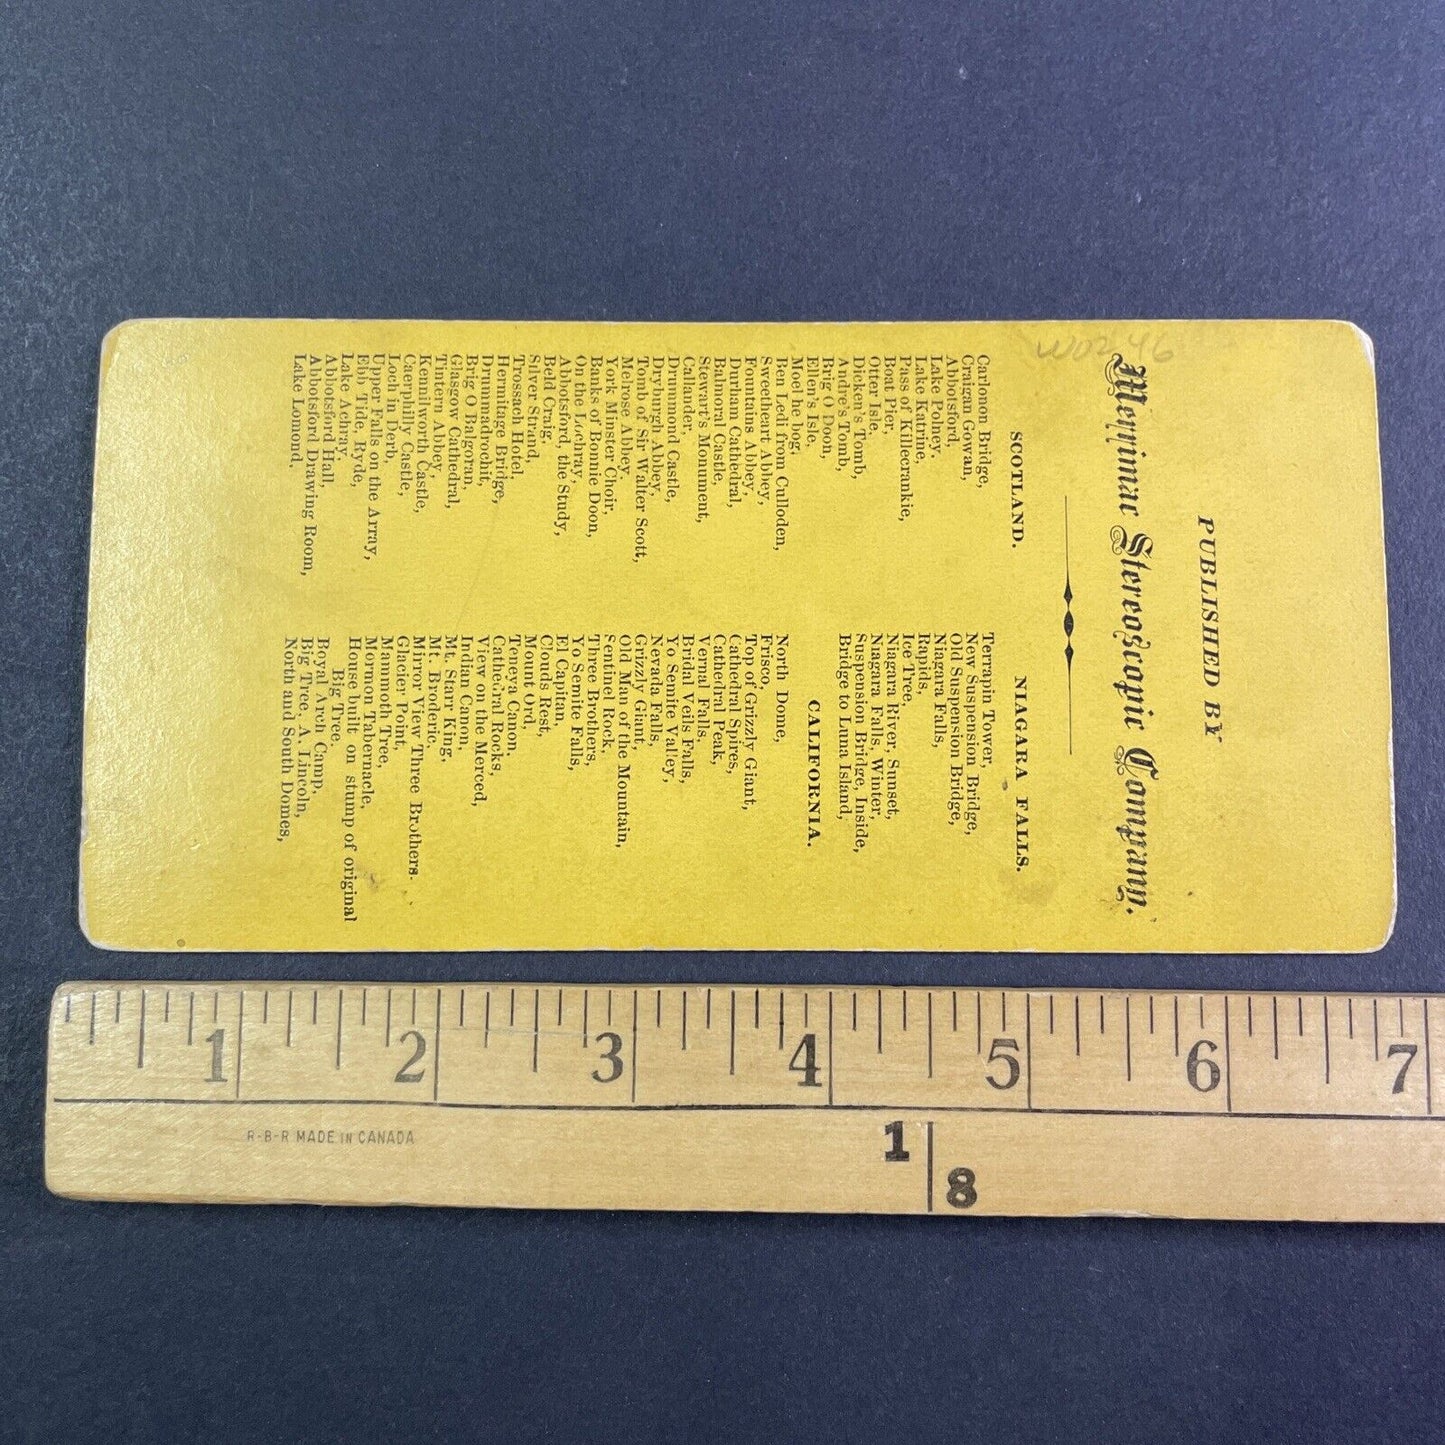 PUBLISHED BY
Merrimac Stereoscopic Company.
SCOTLAND.
Carlonon Bridge,
Craigan Gowan,
Abbotsford,
Lake Polney.
Lake Katrine,
Pass of Killecrankie,
Boat Pier,
Otter Isle,
Dicken's Tomb,
Andre's Tomb,
Brig O Doon,
Ellen's Isle,
Moel he bog,
Ben Ledi from Culloden,
Sweetheart Abbey,
Fountains Abbey,
Durham Cathedral,
Balmoral Castle,
Stewart's Monument,
Callander,
Drummond Castle,
Dryburgh Abbey,
Tomb of Sir Walter Scott,
Melrose Abbey.
York Minster Choir,
Banks of Bonnie Doon,
On the Lochray,
Abbotsford, the Study,
Beld Craig,
Silver Strand,
Trossach Hotel,
Hermitage Bridge,
Drummadrochit,
Brig O Balgoran,
Glasgow Cathedral,
Tintern Abbey,
Kennilworth Castle,
Caerphilly Castle,
Loch in Derb,
Upper Falls on the Array,
Ebb Tide, Ryde,
Lake Achray,
Abbotsford Hall,
Abbotsford Drawing Room,
Lake Lomond,
NIAGARA FALLS.
Terrapin Tower,
New Suspension Bridge,
Old Suspension Bridge,
Niagara Falls,
Rapids,
Ice Tree,
Niagara River, Sunset,
Niagara Falls, Winter,
Suspension Bridge, Inside,
Bridge to Luna Island,
CALIFORNIA.
North Dome,
Frisco,
Top of Grizzly Giant,
Cathedral Spires,
Cathedral Peak,
Vernal Falls,
Bridal Veils Falls,
Yo Semite Valley,
Nevada Falls,
Grizzly Giant,
Old Man of the Mountain,
Sentinel Rock,
Three Brothers,
Yo Semite Falls,
El Capitan,
Clouds Rest,
Mount Ord,
Teneya Canon,
Cathedral Rocks,
View on the Merced,
Indian Canon,
Mt. Starr King,
Mt. Broderic,
Mirror View Three Brothers.
Glacier Point,
Mammoth Tree,
Mormon Tabernacle,
House built on stump of original
Big Tree.
Royal Arch Camp,
Big Tree, A. Lincoln,
North and South Domes,
1 2 3 4 5 6 7
R-B-R MADE IN CANADA
1
8